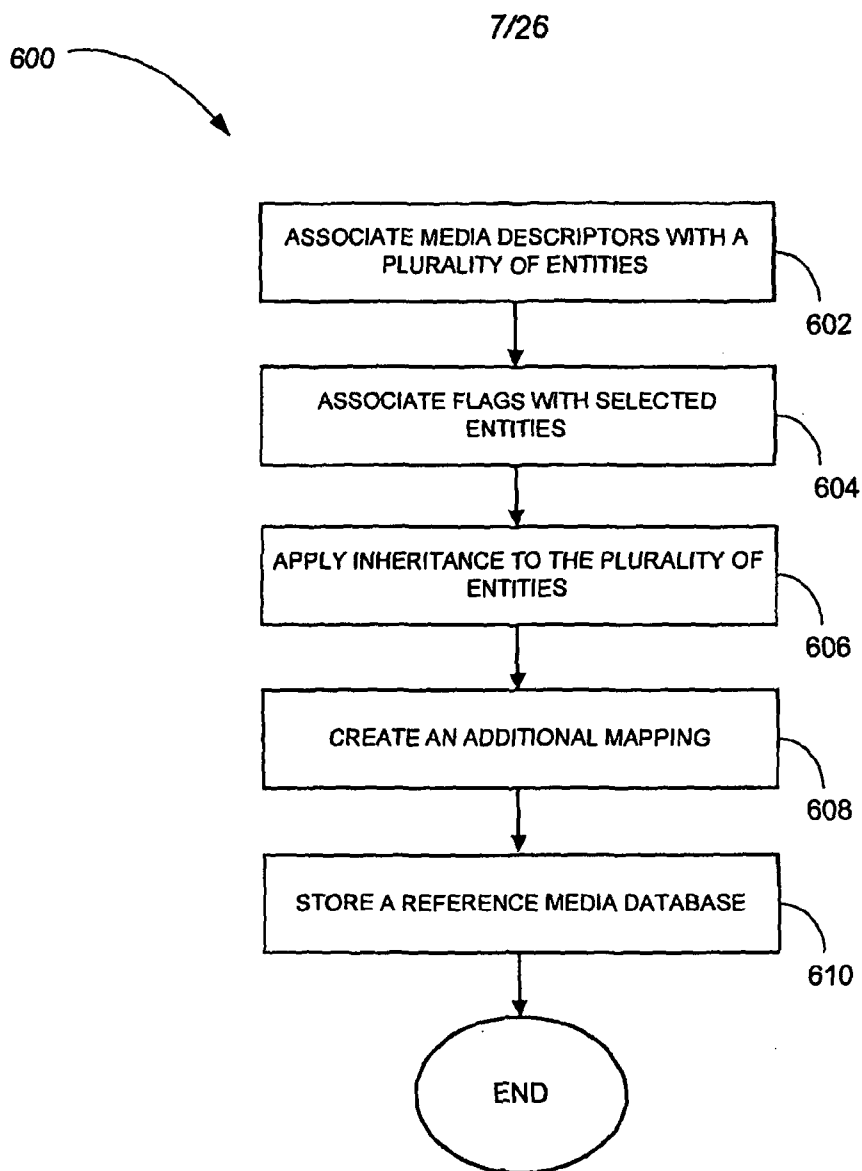 7/26
600
ASSOCIATE MEDIA DESCRIPTORS WITH A
PLURALITY OF ENTITIES
602
ASSOCIATE FLAGS WITH SELECTED
ENTITIES
604
APPLY INHERITANCE TO THE PLURALITY OF
ENTITIES
606
CREATE AN ADDITIONAL MAPPING
608
STORE A REFERENCE MEDIA DATABASE
610
END